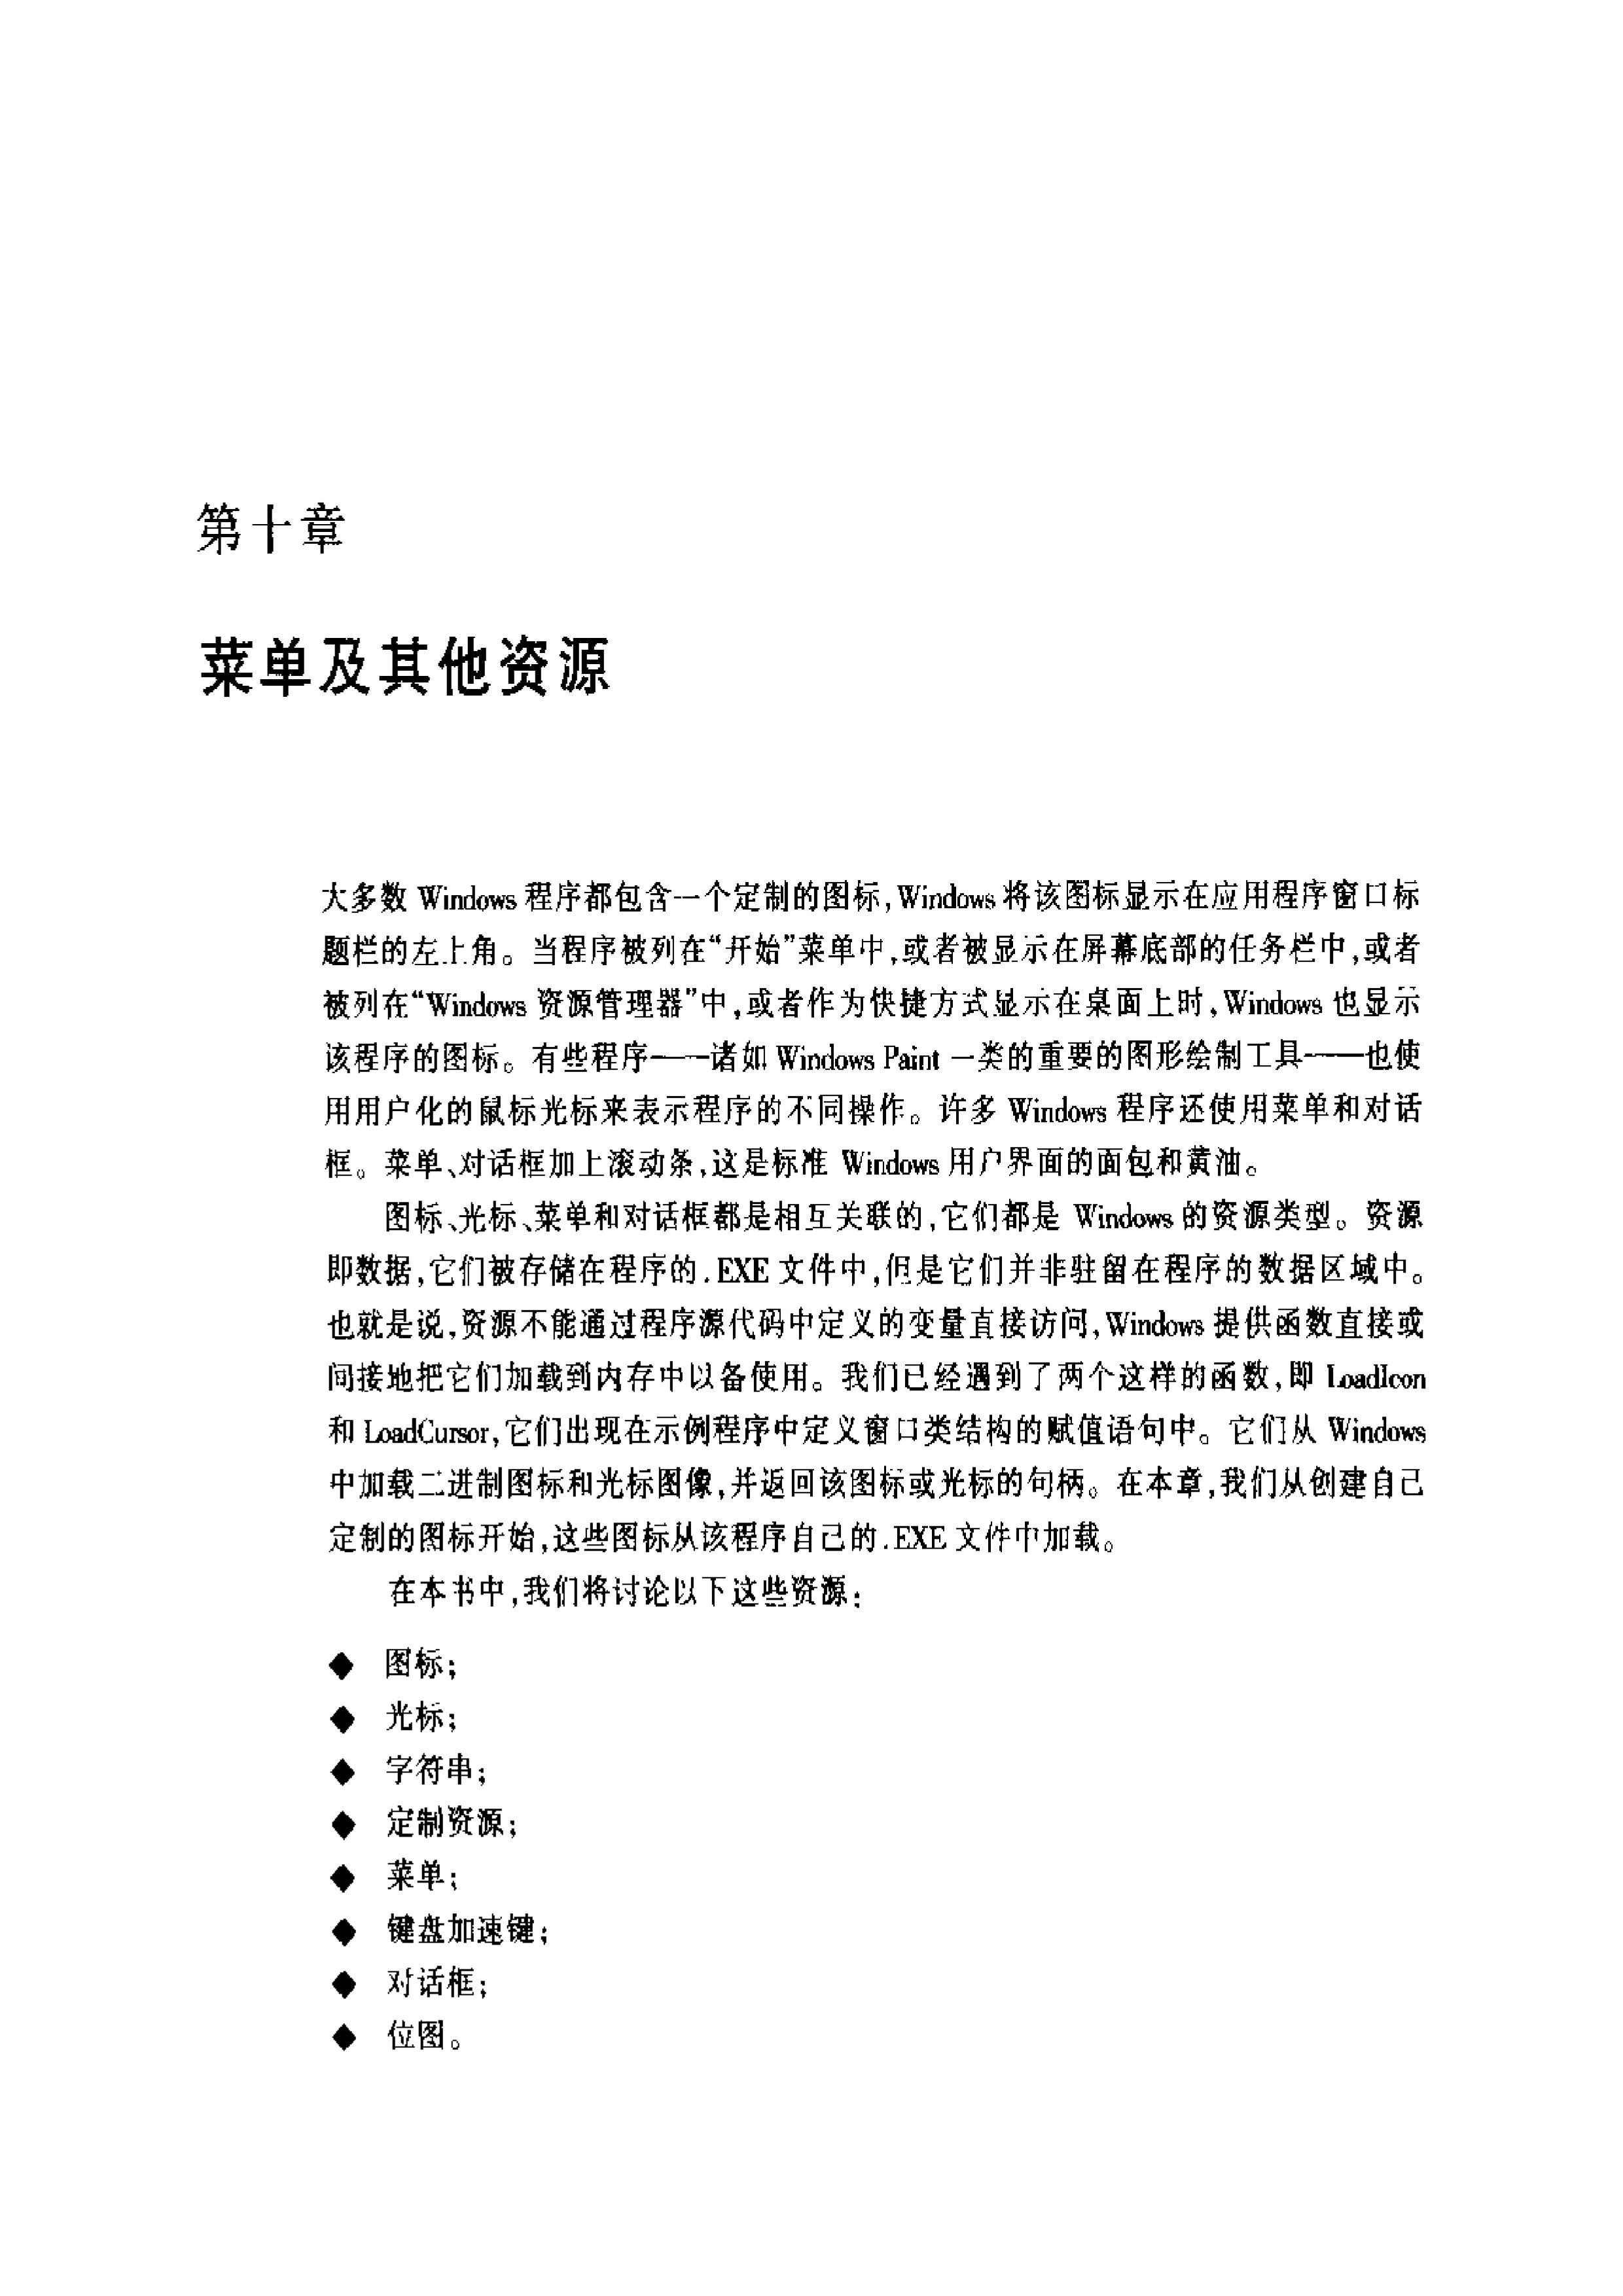 第十章
菜单及其他资源
大多数 Windows 程序都包含一个定制的图标,Windows 将该图标显示在应用程序窗口标
题栏的左上角。当程序被列在“开始”菜单中,或者被显示在屏幕底部的任务栏中,或者
被列在“Windows 资源管理器”中,或者作为快捷方式显示在桌面上时,Windows 也显示
该程序的图标。有些程序——诸如 Windows Paint 一类的重要的图形绘制工具——也使
用用户化的鼠标光标来表示程序的不同操作。许多 Windows 程序还使用菜单和对话
框。菜单、对话框加上滚动条,这是标准 Windows 用户界面的面包和黄油。
图标、光标、菜单和对话框都是相互关联的,它们都是 Windows 的资源类型。资源
即数据,它们被存储在程序的.EXE 文件中,但是它们并非驻留在程序的数据区域中。
也就是说,资源不能通过程序源代码中定义的变量直接访问,Windows 提供函数直接或
间接地把它们加载到内存中以备使用。我们已经遇到了两个这样的函数,即 LoadIcon
和 LoadCursor,它们出现在示例程序中定义窗口类结构的赋值语句中。它们从 Windows
中加载二进制图标和光标图像,并返回该图标或光标的句柄。在本章,我们从创建自己
定制的图标开始,这些图标从该程序自己的.EXE 文件中加载。
在本书中,我们将讨论以下这些资源:
◆ 图标;
◆ 光标;
◆ 字符串;
◆ 定制资源;
◆ 菜单;
◆ 键盘加速键;
◆ 对话框;
◆ 位图。